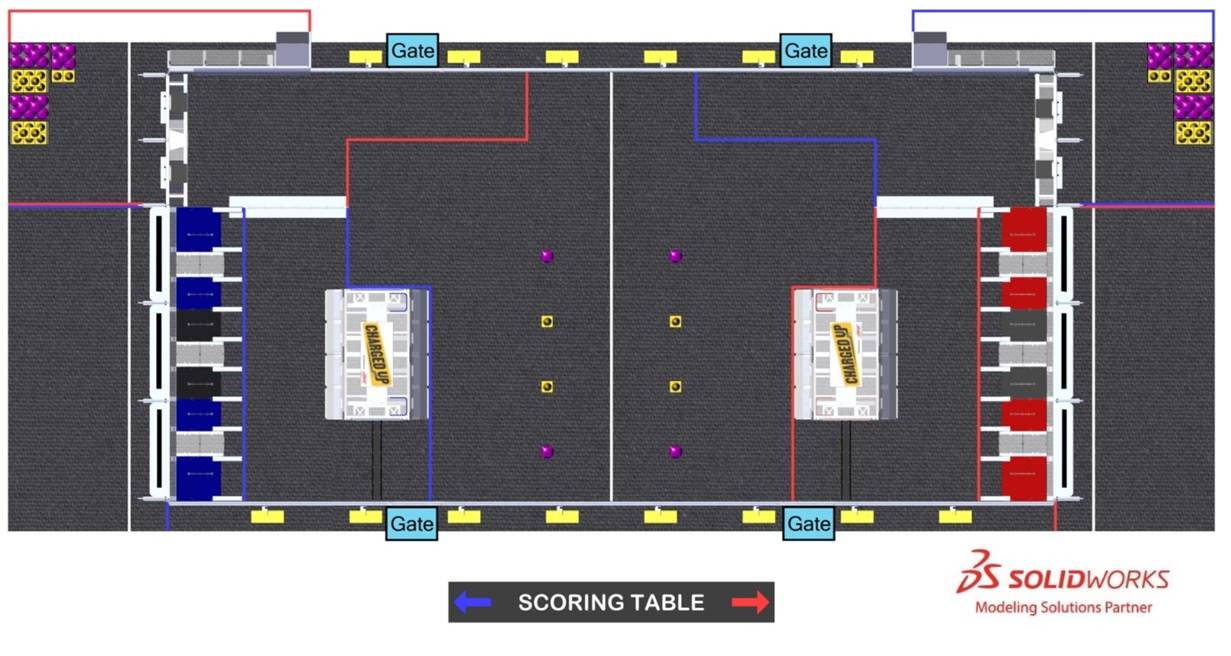 Gate
Gate
CHARGED UP
CHARGED UP
Gate
Gate
SCORING TABLE
SOLIDWORKS
Modeling Solutions Partner